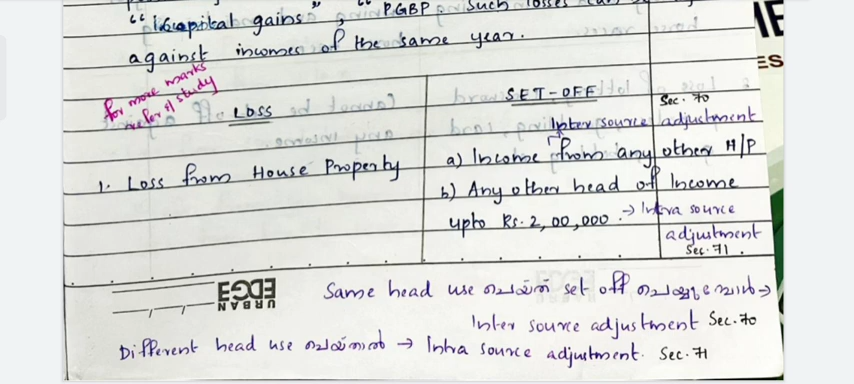 "capital gains", "PGBP such losses can
against incomes of the same year.
for more marks
refer s/ study
LOSS
SET-OFF
Sec. 70
Inter source adjustment
1. Loss from House Property
a) Income from any other H/P
b) Any other head of Income
upto Rs. 2,00,000. → Intra source
adjustment
Sec. 71.
URBAN
EDGE
Same head use ചെയ്ത് set off ചെയ്യുമ്പോൾ →
Inter source adjustment Sec. 70
Different head use ചെയ്താൽ → Intra source adjustment. Sec. 71
ES